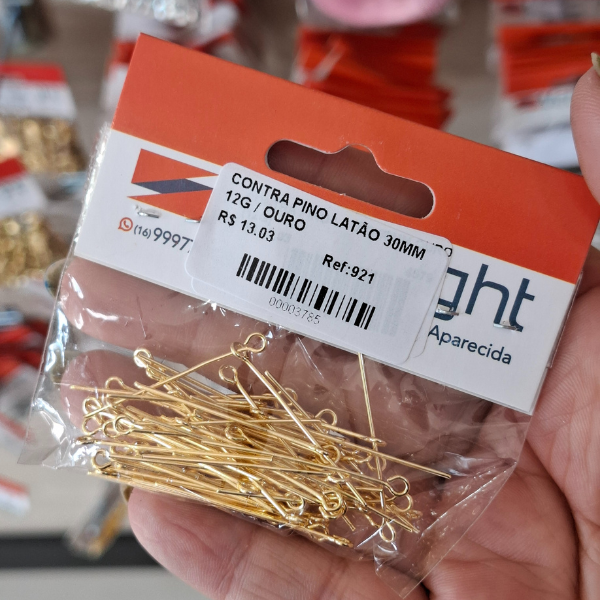 CONTRA PINO LATÃO 30MM
12G / OURO
R$ 13.03
Ref:921
00003785
(16) 9997
ght
Aparecida